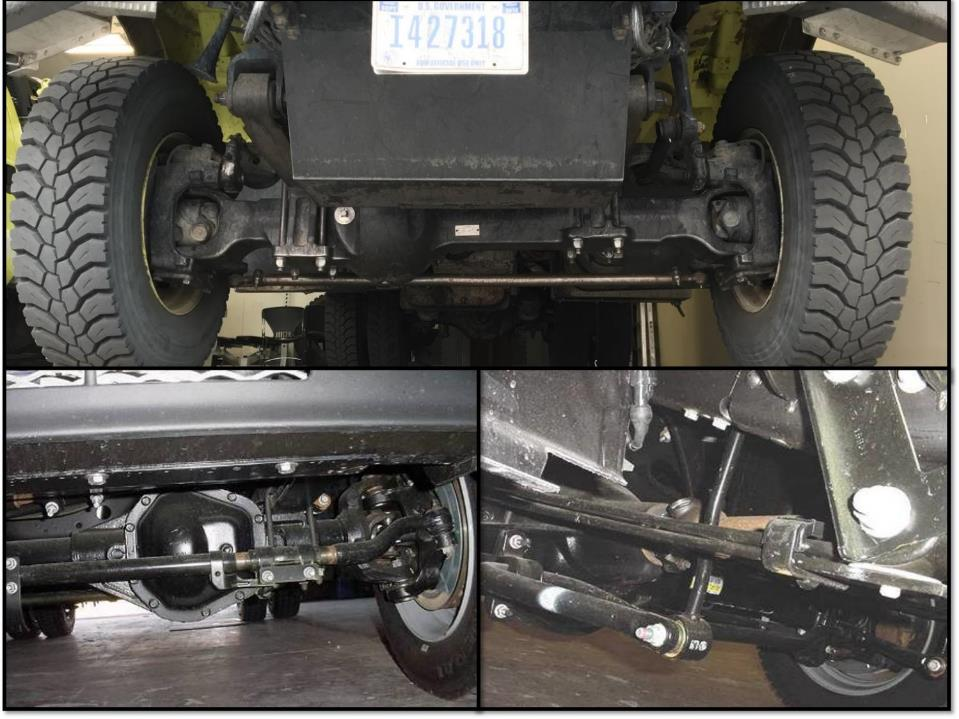 U.S. GOVERNMENT
I427318
FOR OFFICIAL USE ONLY